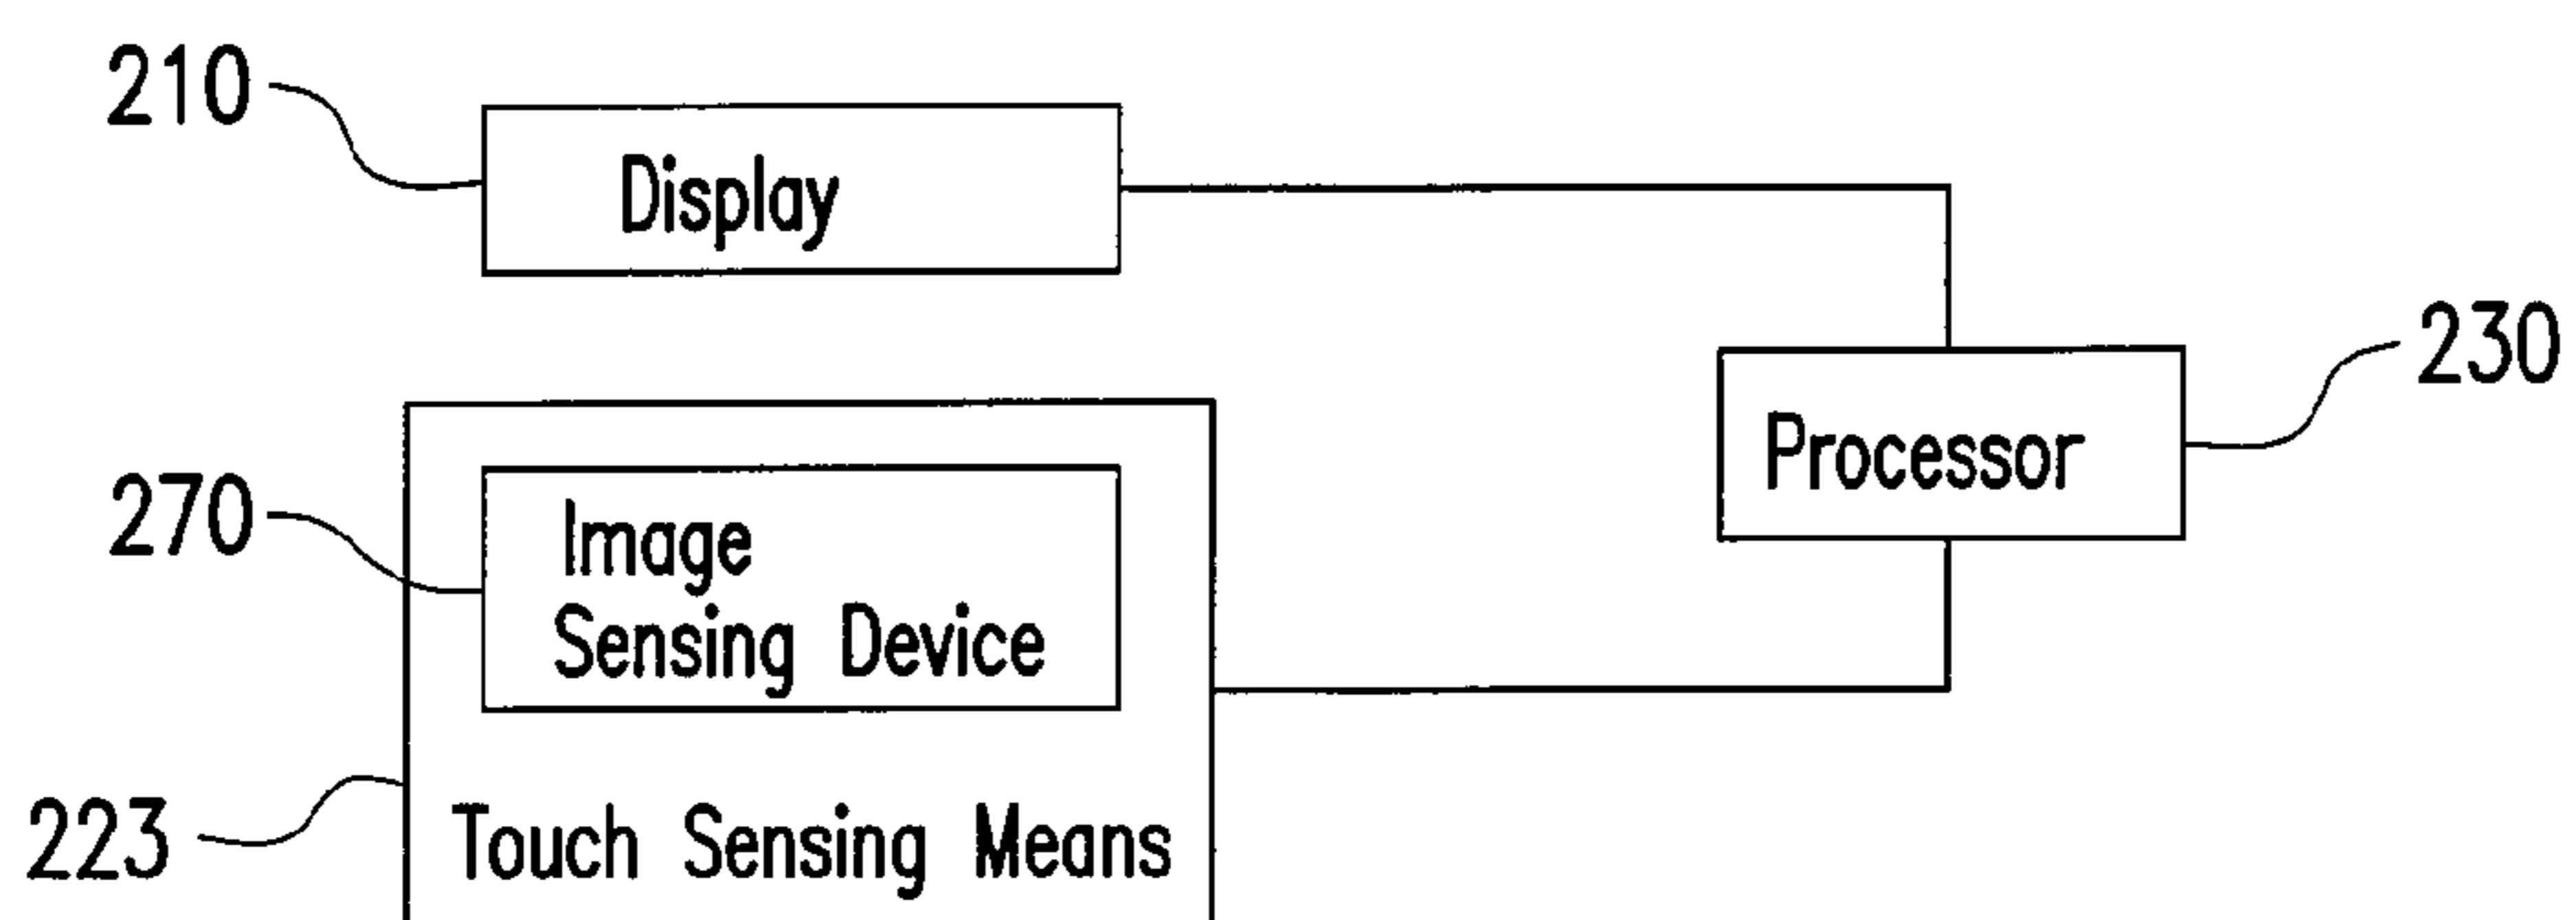 210
Display
230
Processor
270
Image
Sensing Device
223
Touch Sensing Means